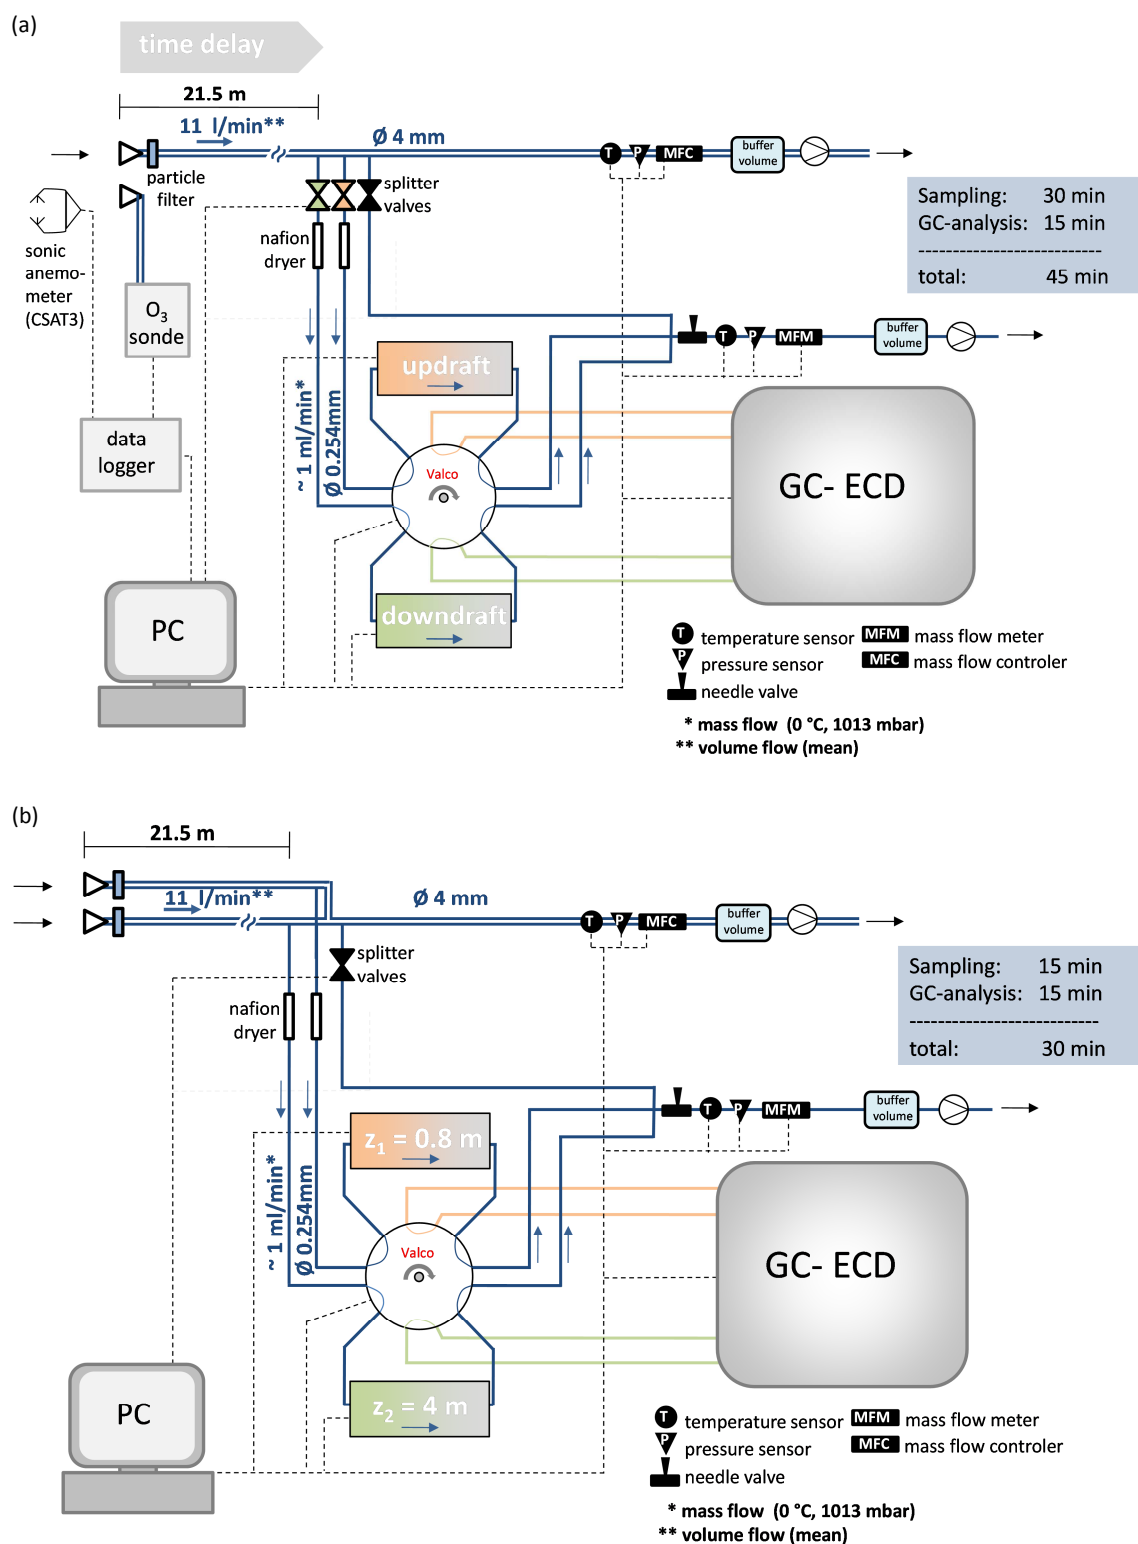 (a)
time delay
21.5 m
11 l/min**
Ø 4 mm
T
P
MFC
buffer
volume
particle
filter
splitter
valves
Sampling: 30 min
GC-analysis: 15 min
----------------------------
total: 45 min
nafion
dryer
sonic
anemo-
meter
(CSAT3)
O3
sonde
T
P
MFM
buffer
volume
updraft
~ 1 ml/min*
Ø 0.254mm
data
logger
Valco
GC- ECD
PC
downdraft
T temperature sensor
MFM mass flow meter
P pressure sensor
MFC mass flow controler
needle valve
* mass flow (0 °C, 1013 mbar)
** volume flow (mean)
(b)
21.5 m
11 l/min**
Ø 4 mm
T
P
MFC
buffer
volume
splitter
valves
Sampling: 15 min
GC-analysis: 15 min
----------------------------
total: 30 min
nafion
dryer
T
P
MFM
buffer
volume
z1 = 0.8 m
~ 1 ml/min*
Ø 0.254mm
Valco
GC- ECD
PC
z2 = 4 m
T temperature sensor
MFM mass flow meter
P pressure sensor
MFC mass flow controler
needle valve
* mass flow (0 °C, 1013 mbar)
** volume flow (mean)